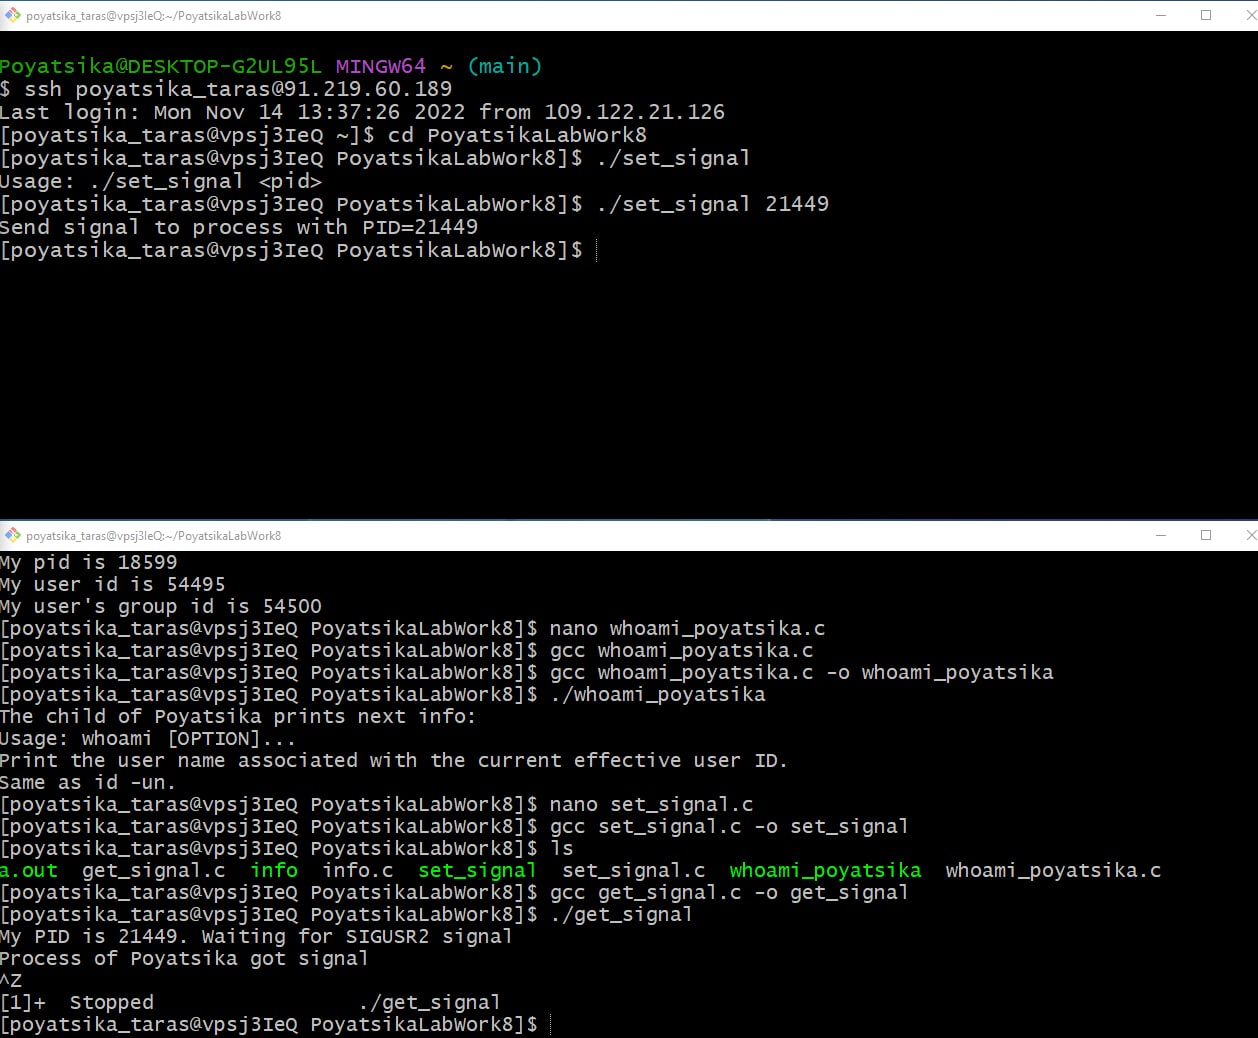 poyatsika_taras@vpsj3IeQ:~/PoyatsikaLabWork8
Poyatsika@DESKTOP-G2UL95L MINGW64 ~ (main)
$ ssh poyatsika_taras@91.219.60.189
Last login: Mon Nov 14 13:37:26 2022 from 109.122.21.126
[poyatsika_taras@vpsj3IeQ ~]$ cd PoyatsikaLabWork8
[poyatsika_taras@vpsj3IeQ PoyatsikaLabWork8]$ ./set_signal
Usage: ./set_signal <pid>
[poyatsika_taras@vpsj3IeQ PoyatsikaLabWork8]$ ./set_signal 21449
Send signal to process with PID=21449
[poyatsika_taras@vpsj3IeQ PoyatsikaLabWork8]$
poyatsika_taras@vpsj3IeQ:~/PoyatsikaLabWork8
My pid is 18599
My user id is 54495
My user's group id is 54500
[poyatsika_taras@vpsj3IeQ PoyatsikaLabWork8]$ nano whoami_poyatsika.c
[poyatsika_taras@vpsj3IeQ PoyatsikaLabWork8]$ gcc whoami_poyatsika.c
[poyatsika_taras@vpsj3IeQ PoyatsikaLabWork8]$ gcc whoami_poyatsika.c -o whoami_poyatsika
[poyatsika_taras@vpsj3IeQ PoyatsikaLabWork8]$ ./whoami_poyatsika
The child of Poyatsika prints next info:
Usage: whoami [OPTION]...
Print the user name associated with the current effective user ID.
Same as id -un.
[poyatsika_taras@vpsj3IeQ PoyatsikaLabWork8]$ nano set_signal.c
[poyatsika_taras@vpsj3IeQ PoyatsikaLabWork8]$ gcc set_signal.c -o set_signal
[poyatsika_taras@vpsj3IeQ PoyatsikaLabWork8]$ ls
a.out  get_signal.c  info  info.c  set_signal  set_signal.c  whoami_poyatsika  whoami_poyatsika.c
[poyatsika_taras@vpsj3IeQ PoyatsikaLabWork8]$ gcc get_signal.c -o get_signal
[poyatsika_taras@vpsj3IeQ PoyatsikaLabWork8]$ ./get_signal
My PID is 21449. Waiting for SIGUSR2 signal
Process of Poyatsika got signal
^Z
[1]+  Stopped                 ./get_signal
[poyatsika_taras@vpsj3IeQ PoyatsikaLabWork8]$